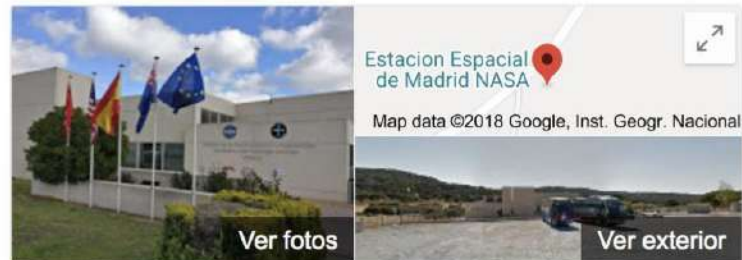 Ver fotos
Estacion Espacial
de Madrid NASA
Map data ©2018 Google, Inst. Geogr. Nacional
Ver exterior